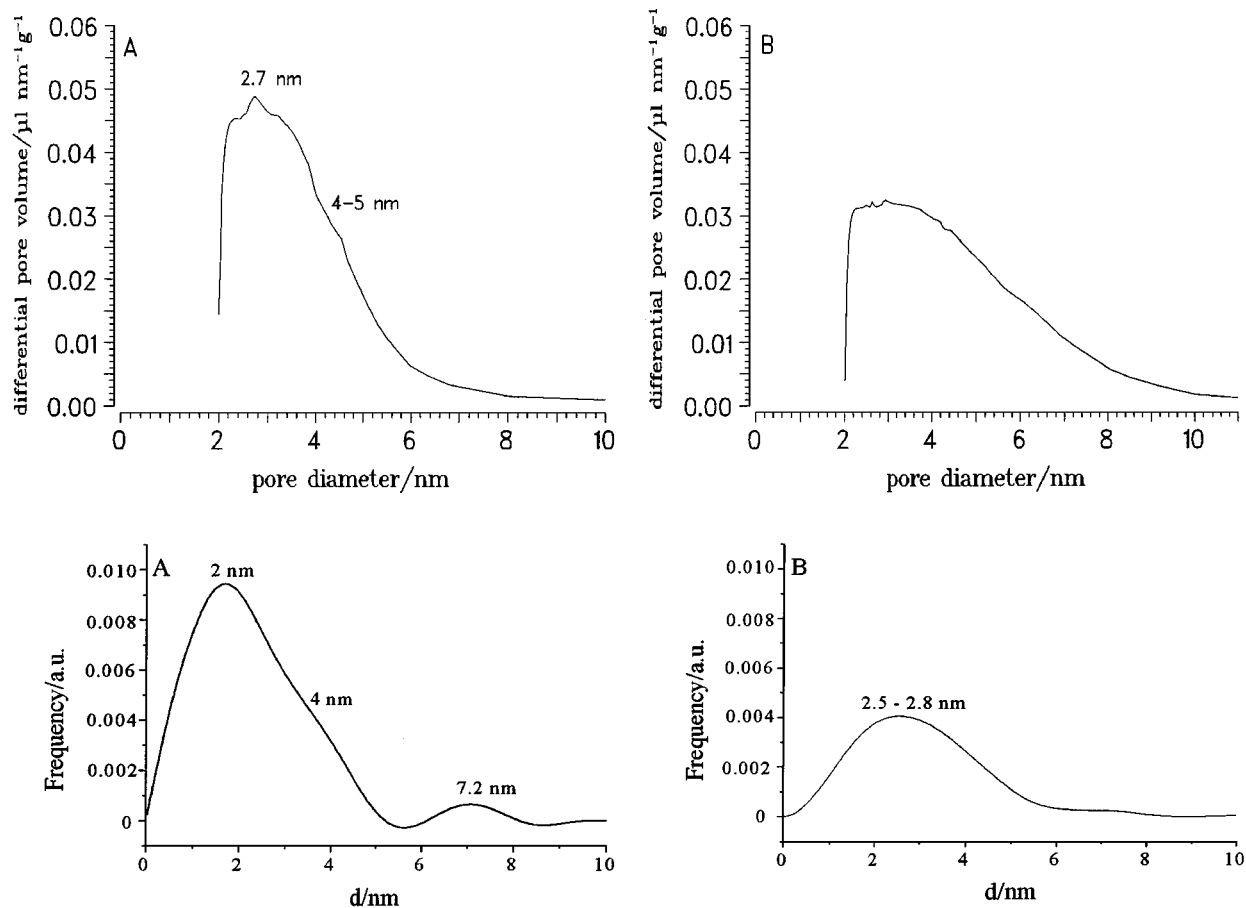 A
differential pore volume/µl nm⁻¹g⁻¹
0.06
0.05
0.04
0.03
0.02
0.01
0.00
2.7 nm
4-5 nm
0 2 4 6 8 10
pore diameter/nm
B
differential pore volume/µl nm⁻¹g⁻¹
0.06
0.05
0.04
0.03
0.02
0.01
0.00
0 2 4 6 8 10
pore diameter/nm
A
Frequency/a.u.
0.010
0.008
0.006
0.004
0.002
0
2 nm
4 nm
7.2 nm
0 2 4 6 8 10
d/nm
B
Frequency/a.u.
0.010
0.008
0.006
0.004
0.002
0
2.5 - 2.8 nm
0 2 4 6 8 10
d/nm